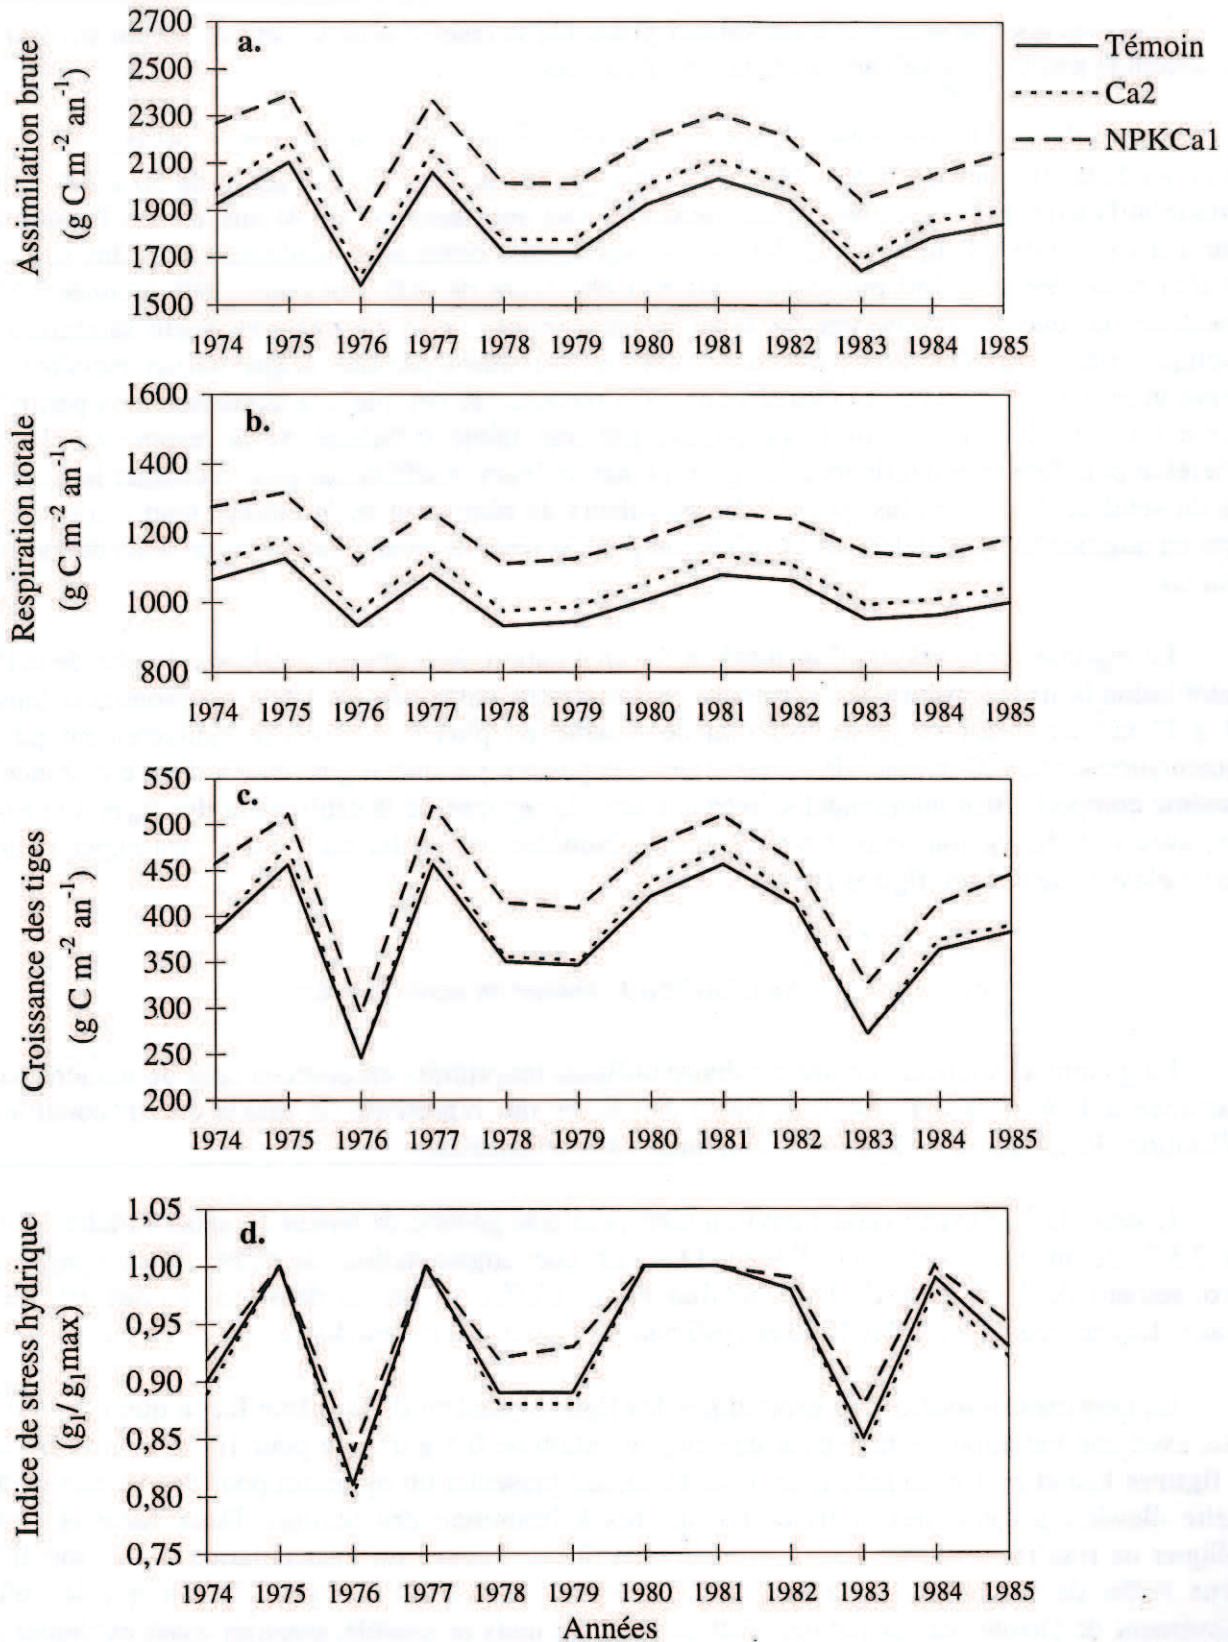 Assimilation brute
(g C m-2 an-1)
2700
2500
2300
2100
1900
1700
1500
a.
Témoin
Ca2
NPKCa1
1974 1975 1976 1977 1978 1979 1980 1981 1982 1983 1984 1985
Respiration totale
(g C m-2 an-1)
1600
1400
1200
1000
800
b.
1974 1975 1976 1977 1978 1979 1980 1981 1982 1983 1984 1985
Croissance des tiges
(g C m-2 an-1)
550
500
450
400
350
300
250
200
c.
1974 1975 1976 1977 1978 1979 1980 1981 1982 1983 1984 1985
Indice de stress hydrique
(gl/glmax)
1,05
1,00
0,95
0,90
0,85
0,80
0,75
d.
1974 1975 1976 1977 1978 1979 1980 1981 1982 1983 1984 1985
Années